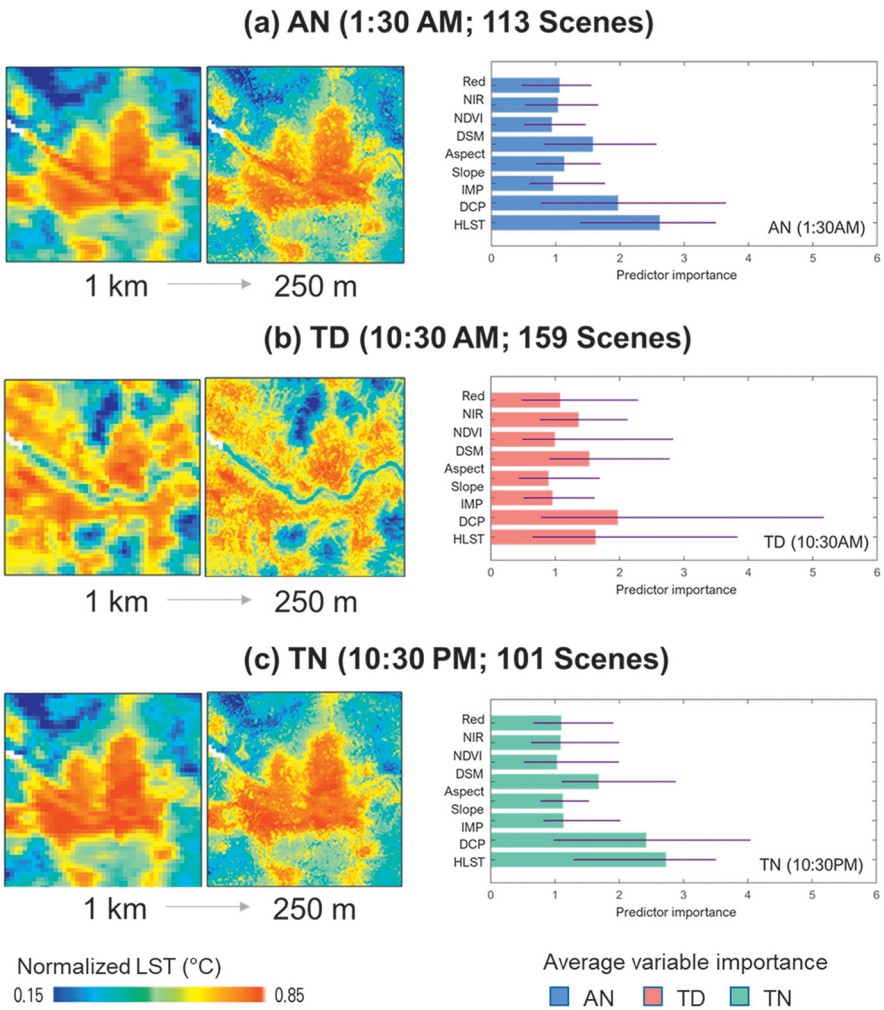 (a) AN (1:30 AM; 113 Scenes)
Red
NIR
NDVI
DSM
Aspect
Slope
IMP
DCP
HLST
AN (1:30AM)
0 1 2 3 4 5 6
Predictor importance
1 km 250 m
(b) TD (10:30 AM; 159 Scenes)
Red
NIR
NDVI
DSM
Aspect
Slope
IMP
DCP
HLST
TD (10:30AM)
0 1 2 3 4 5 6
Predictor importance
1 km 250 m
(c) TN (10:30 PM; 101 Scenes)
Red
NIR
NDVI
DSM
Aspect
Slope
IMP
DCP
HLST
TN (10:30PM)
0 1 2 3 4 5 6
Predictor importance
1 km 250 m
Normalized LST (°C)
0.15 0.85
Average variable importance
AN TD TN